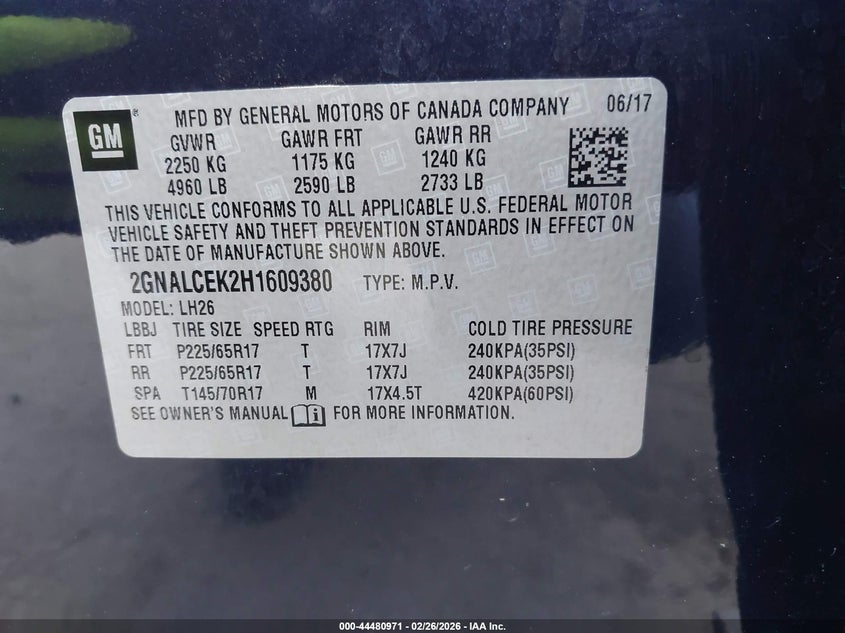 GM ® MFD BY GENERAL MOTORS OF CANADA COMPANY 06/17
GVWR GAWR FRT GAWR RR
2250 KG 1175 KG 1240 KG
4960 LB 2590 LB 2733 LB
THIS VEHICLE CONFORMS TO ALL APPLICABLE U.S. FEDERAL MOTOR
VEHICLE SAFETY AND THEFT PREVENTION STANDARDS IN EFFECT ON
THE DATE OF MANUFACTURE SHOWN ABOVE.
2GNALCEK2H1609380 TYPE: M.P.V.
MODEL: LH26
LBBJ TIRE SIZE SPEED RTG RIM COLD TIRE PRESSURE
FRT P225/65R17 T 17X7J 240KPA(35PSI)
RR P225/65R17 T 17X7J 240KPA(35PSI)
SPA T145/70R17 M 17X4.5T 420KPA(60PSI)
SEE OWNER'S MANUAL FOR MORE INFORMATION.
000-44480971 - 02/26/2026 - IAA Inc.